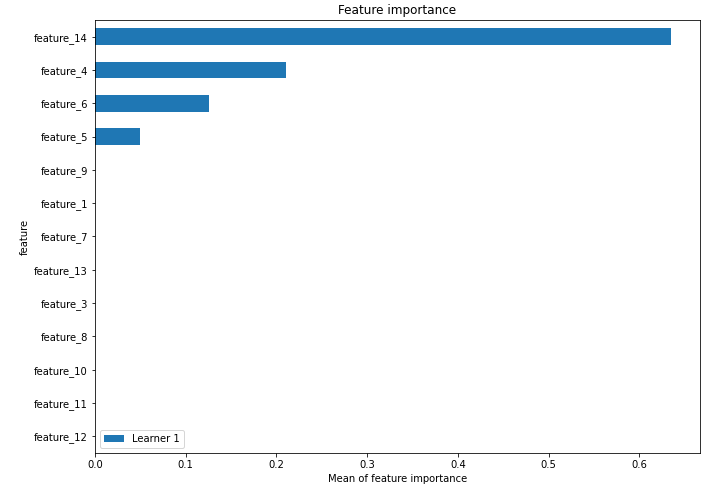 Feature importance
feature_14
feature_4
feature_6
feature_5
feature_9
feature_1
feature_7
feature_13
feature_3
feature_8
feature_10
feature_11
feature_12
feature
Learner 1
0.0 0.1 0.2 0.3 0.4 0.5 0.6
Mean of feature importance